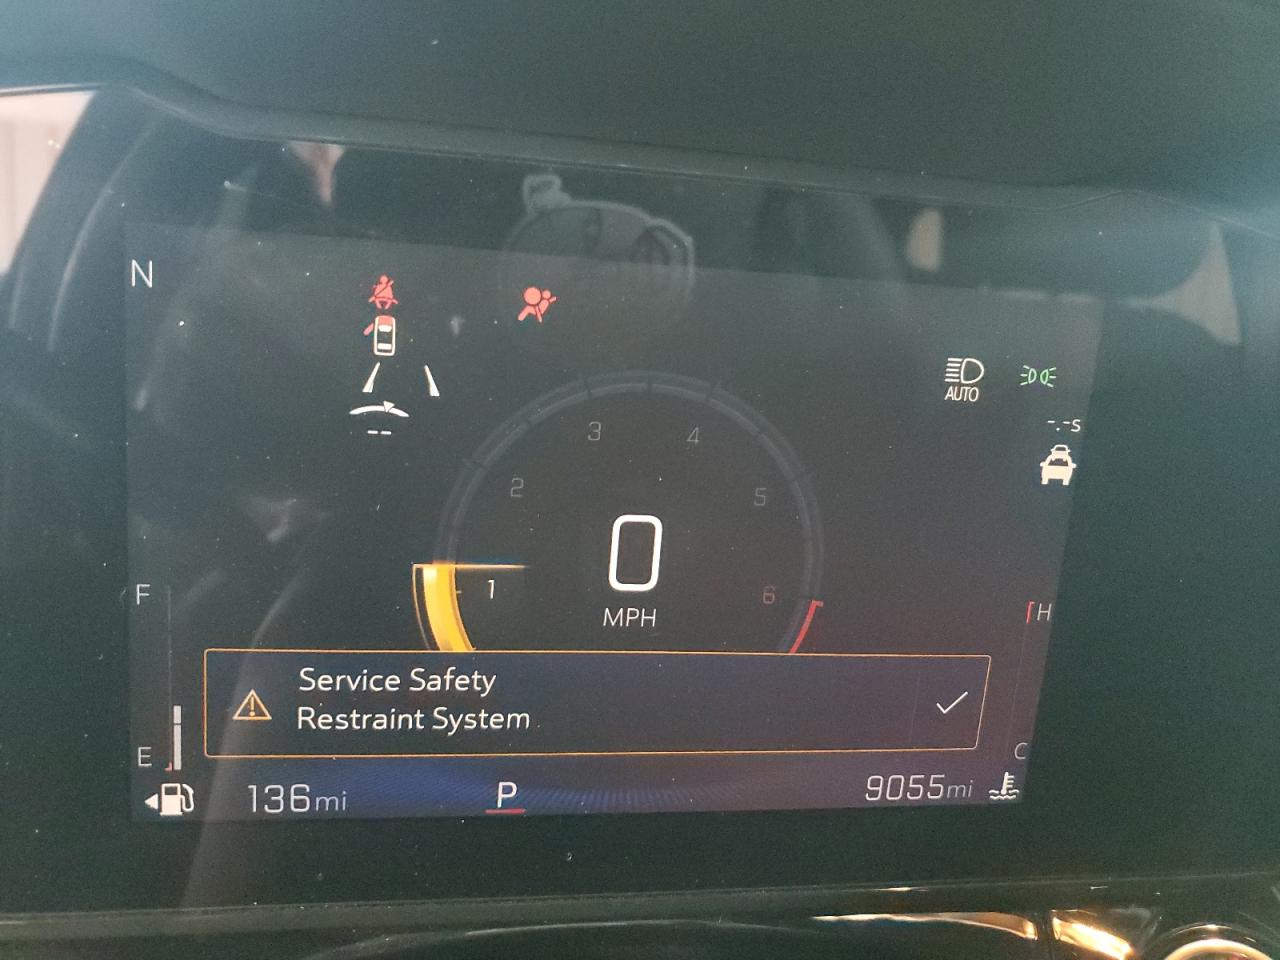 N
AUTO
-.-s
--
3 4
2 5
1 6
0
MPH
F
H
Service Safety
Restraint System
E
C
136mi
P
9055mi